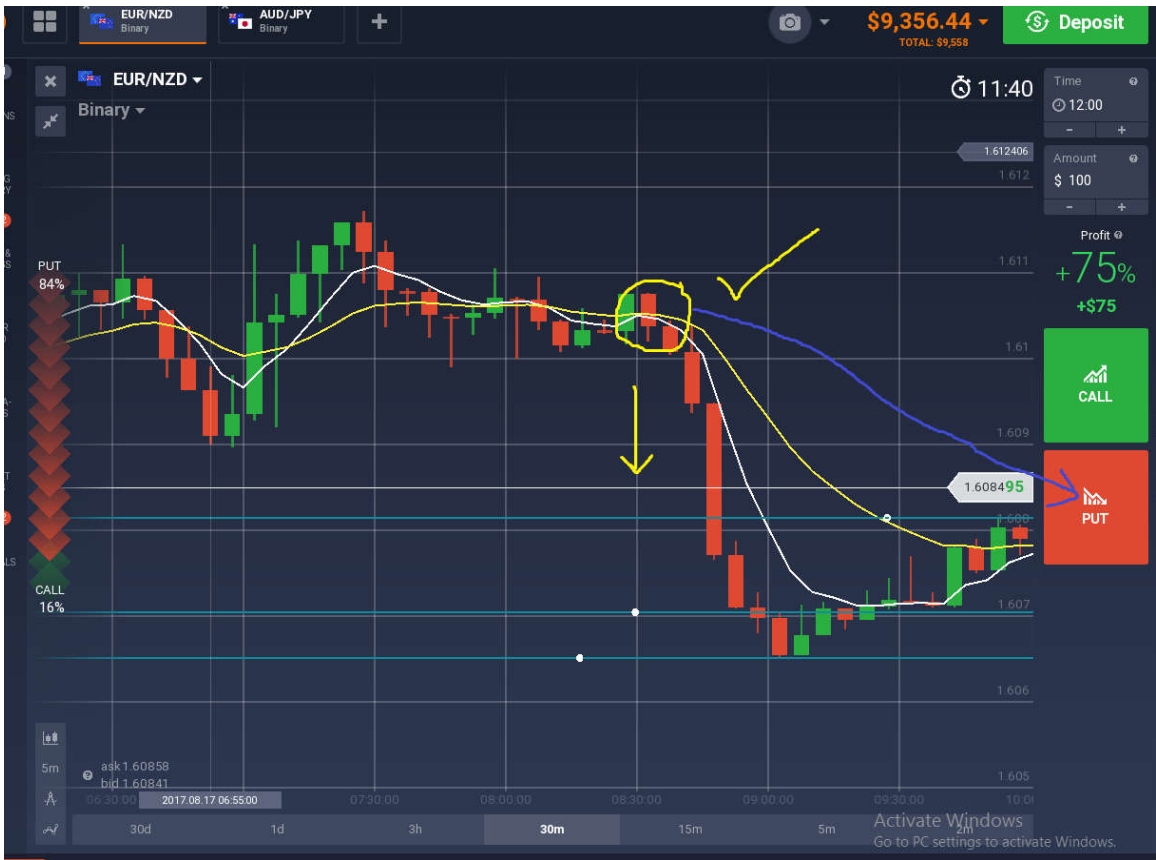 EUR/NZD
Binary
AUD/JPY
Binary
+
$9,356.44
TOTAL: $9,558
Deposit
EUR/NZD
Binary
11:40
Time
12:00
- +
Amount
$ 100
- +
Profit
+75%
+$75
CALL
PUT
PUT
84%
CALL
16%
1.612406
1.612
1.611
1.61
1.609
1.608495
1.608
1.607
1.606
1.605
5m
ask 1.60858
bid 1.60841
06:30:00
2017.08.17 06:55:00
07:30:00
08:00:00
08:30:00
09:00:00
09:30:00
30d
1d
3h
30m
15m
5m
2m
Activate Windows
Go to PC settings to activate Windows.